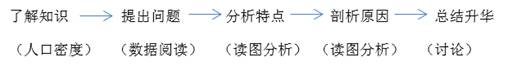 了解知识 → 提出问题 → 分析特点 → 剖析原因 → 总结升华
（人口密度） （数据阅读） （读图分析） （读图分析） （讨论）